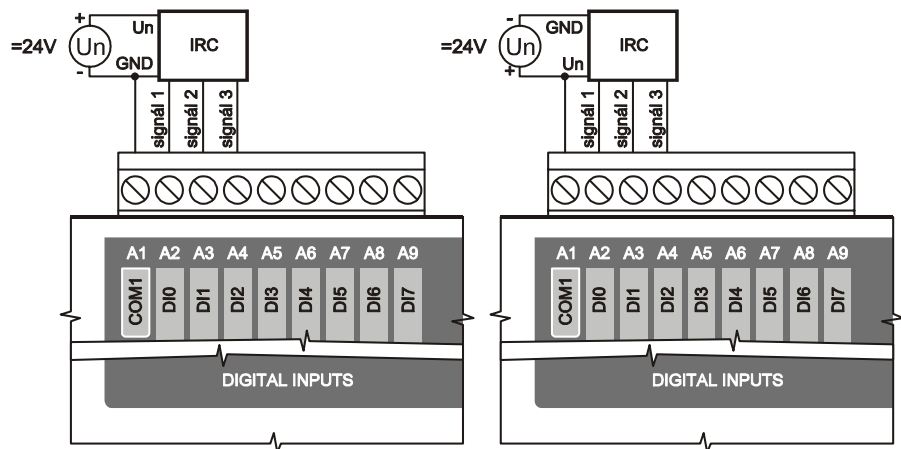 +
Un
=24V
Un
IRC
GND
-
signál 1
signál 2
signál 3
A1 A2 A3 A4 A5 A6 A7 A8 A9
COM1 DI0 DI1 DI2 DI3 DI4 DI5 DI6 DI7
DIGITAL INPUTS
-
GND
=24V
Un
IRC
Un
+
signál 1
signál 2
signál 3
A1 A2 A3 A4 A5 A6 A7 A8 A9
COM1 DI0 DI1 DI2 DI3 DI4 DI5 DI6 DI7
DIGITAL INPUTS